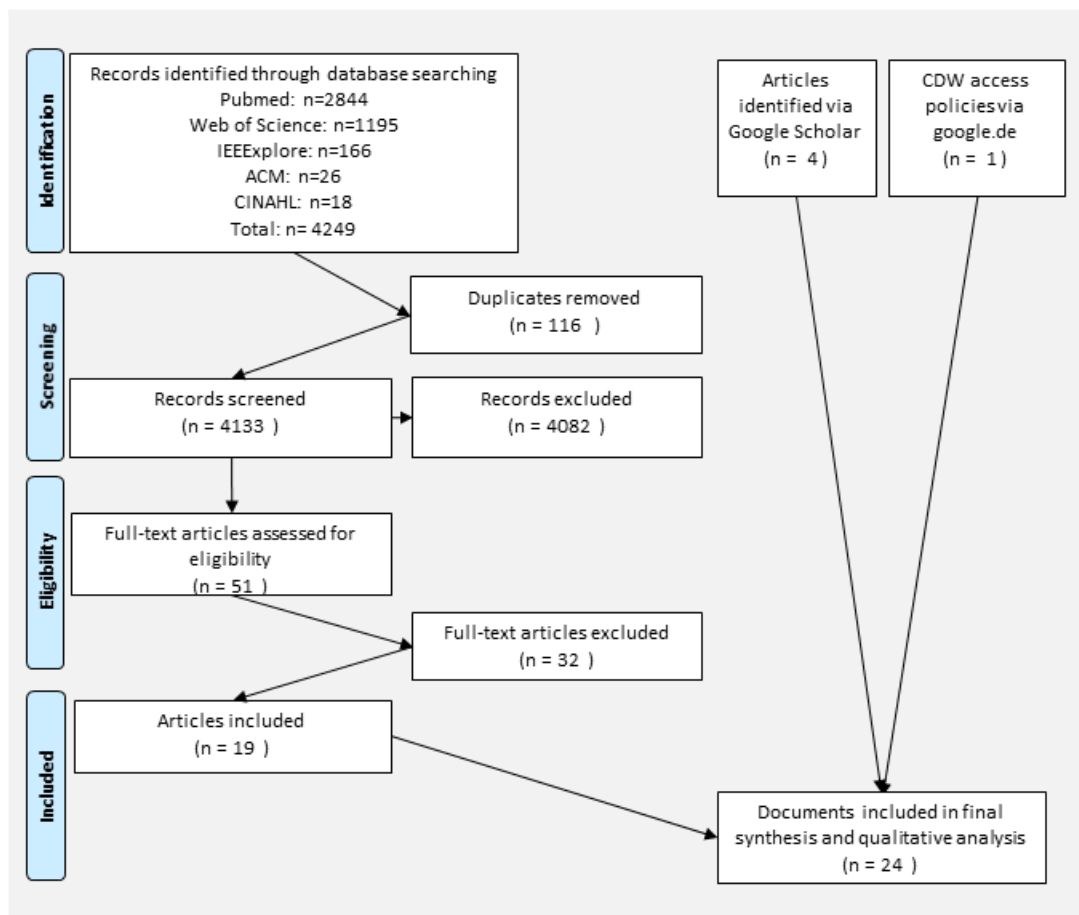 Identification
Records identified through database searching
Pubmed: n=2844
Web of Science: n=1195
IEEExplore: n=166
ACM: n=26
CINAHL: n=18
Total: n= 4249
Articles
identified via
Google Scholar
(n = 4)
CDW access
policies via
google.de
(n = 1)
Screening
Duplicates removed
(n = 116 )
Records screened
(n = 4133 )
Records excluded
(n = 4082 )
Eligibility
Full-text articles assessed for
eligibility
(n = 51 )
Full-text articles excluded
(n = 32 )
Included
Articles included
(n = 19 )
Documents included in final
synthesis and qualitative analysis
(n = 24 )